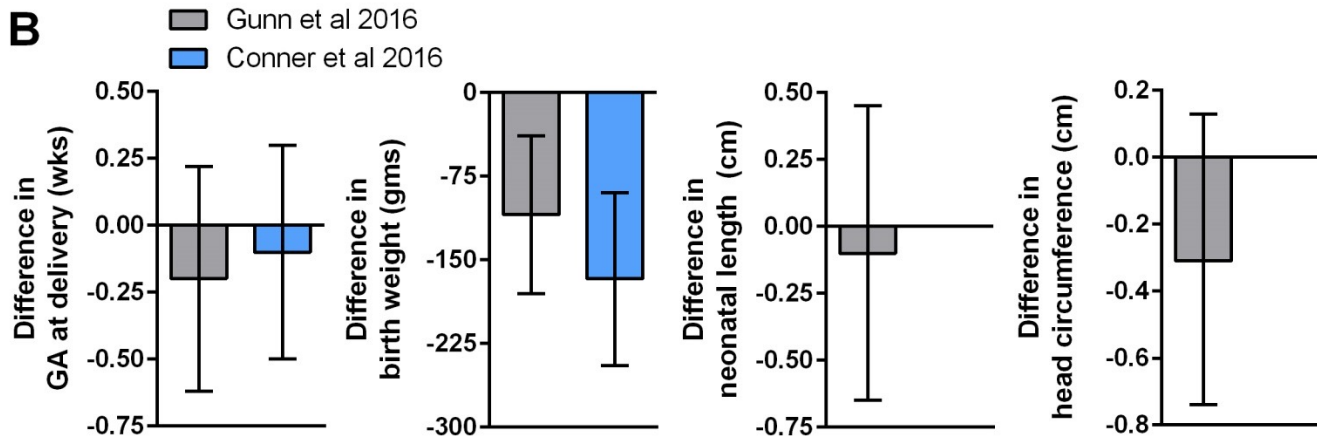 B
Gunn et al 2016
Conner et al 2016
Difference in
GA at delivery (wks)
0.50
0.25
0.00
-0.25
-0.50
-0.75
Difference in
birth weight (gms)
0
-75
-150
-225
-300
Difference in
neonatal length (cm)
0.50
0.25
0.00
-0.25
-0.50
-0.75
Difference in
head circumference (cm)
0.2
0.0
-0.2
-0.4
-0.6
-0.8